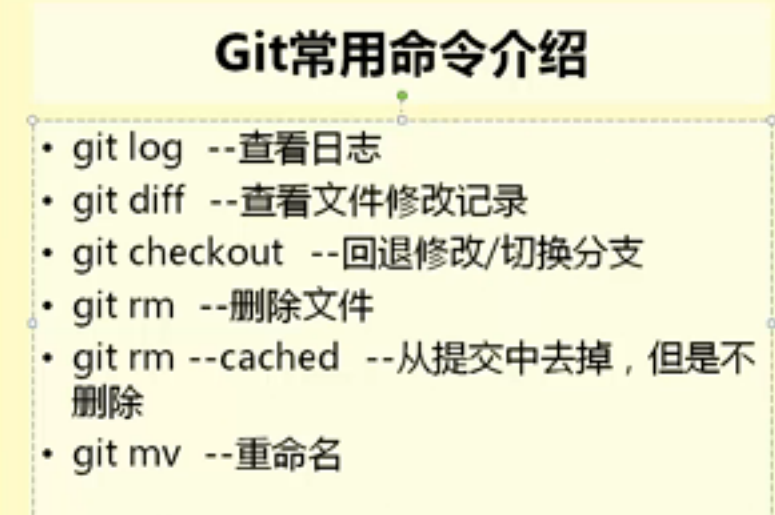 Git常用命令介绍
• git log  --查看日志
• git diff  --查看文件修改记录
• git checkout  --回退修改/切换分支
• git rm  --删除文件
• git rm --cached  --从提交中去掉，但是不
删除
• git mv  --重命名